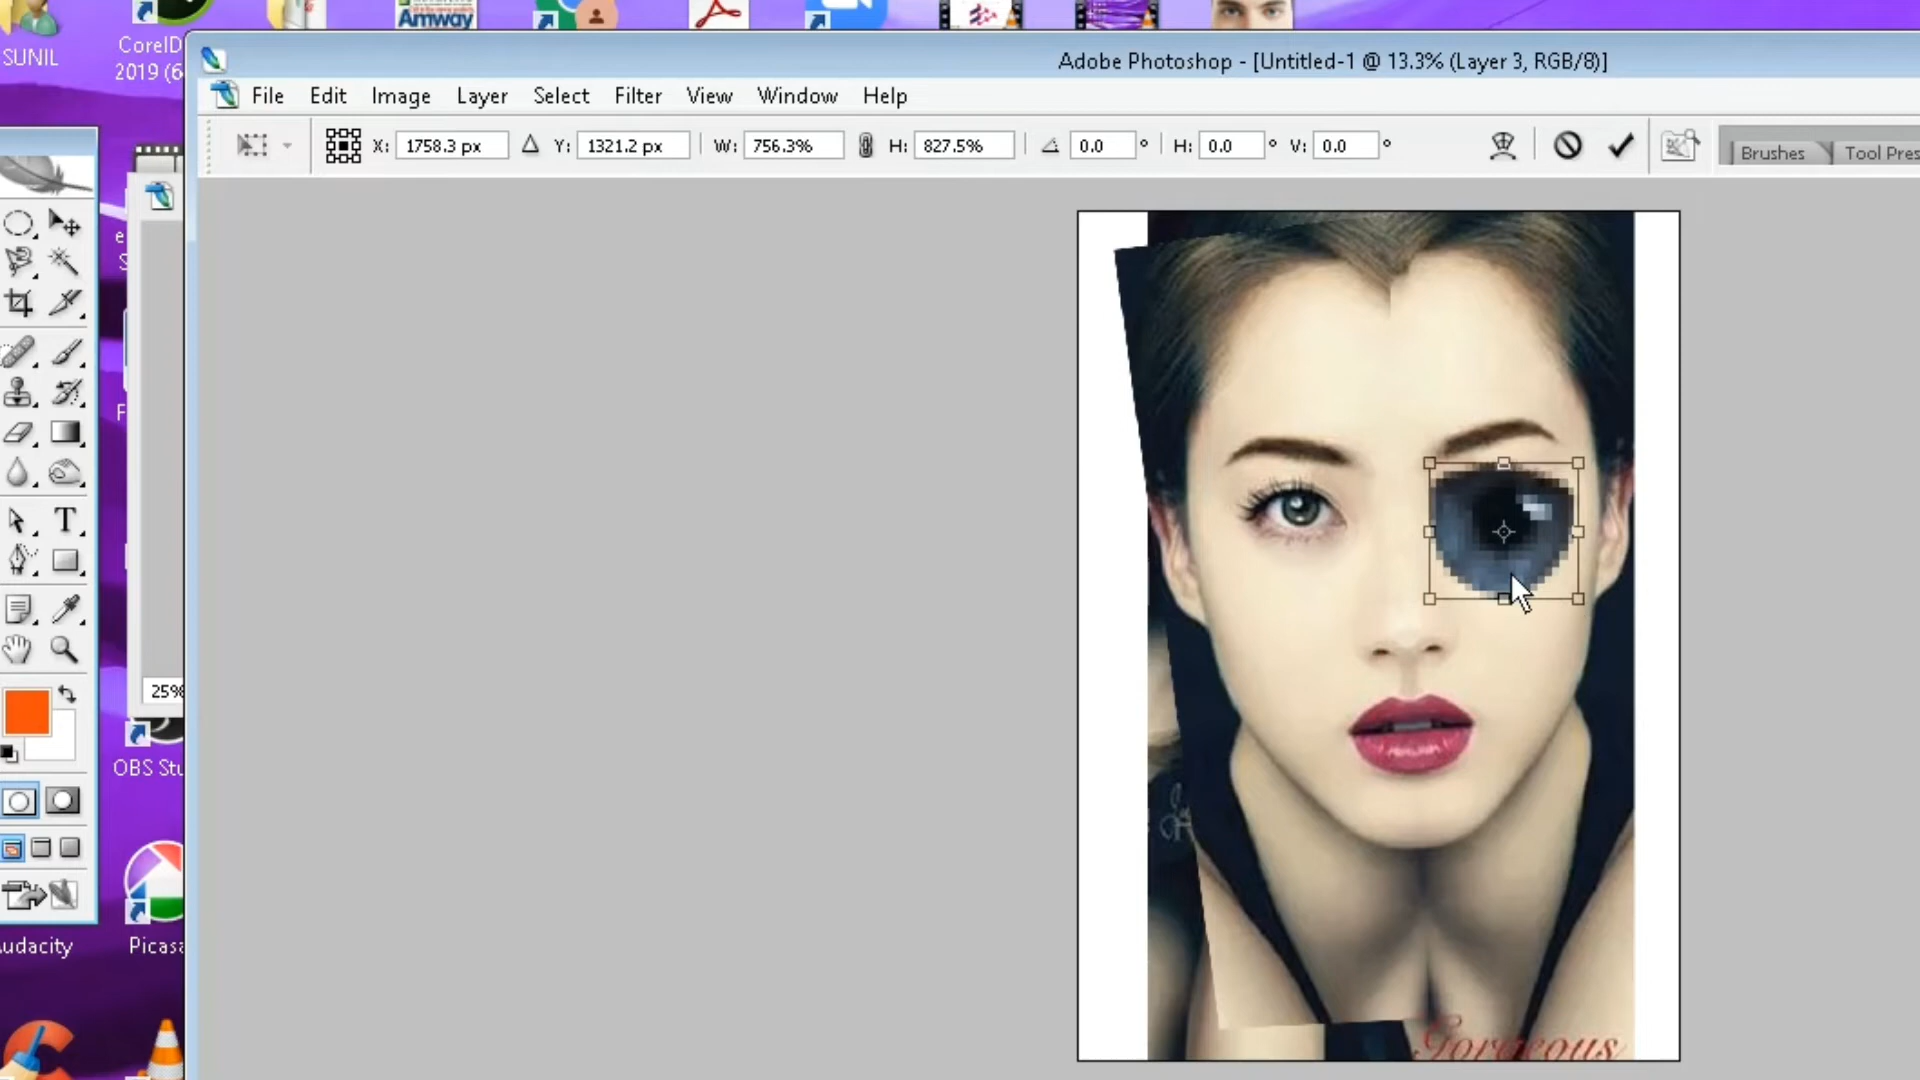 SUNIL
CorelD
2019 (6
Amway
Adobe Photoshop - [Untitled-1 @ 13.3% (Layer 3, RGB/8)]
File Edit Image Layer Select Filter View Window Help
X: 1758.3 px Y: 1321.2 px W: 756.3% H: 827.5% 0.0 ° H: 0.0 ° V: 0.0 °
Brushes Tool Pres
e
S
F
T
25%
OBS Stu
Audacity
Picasa
Gorgeous